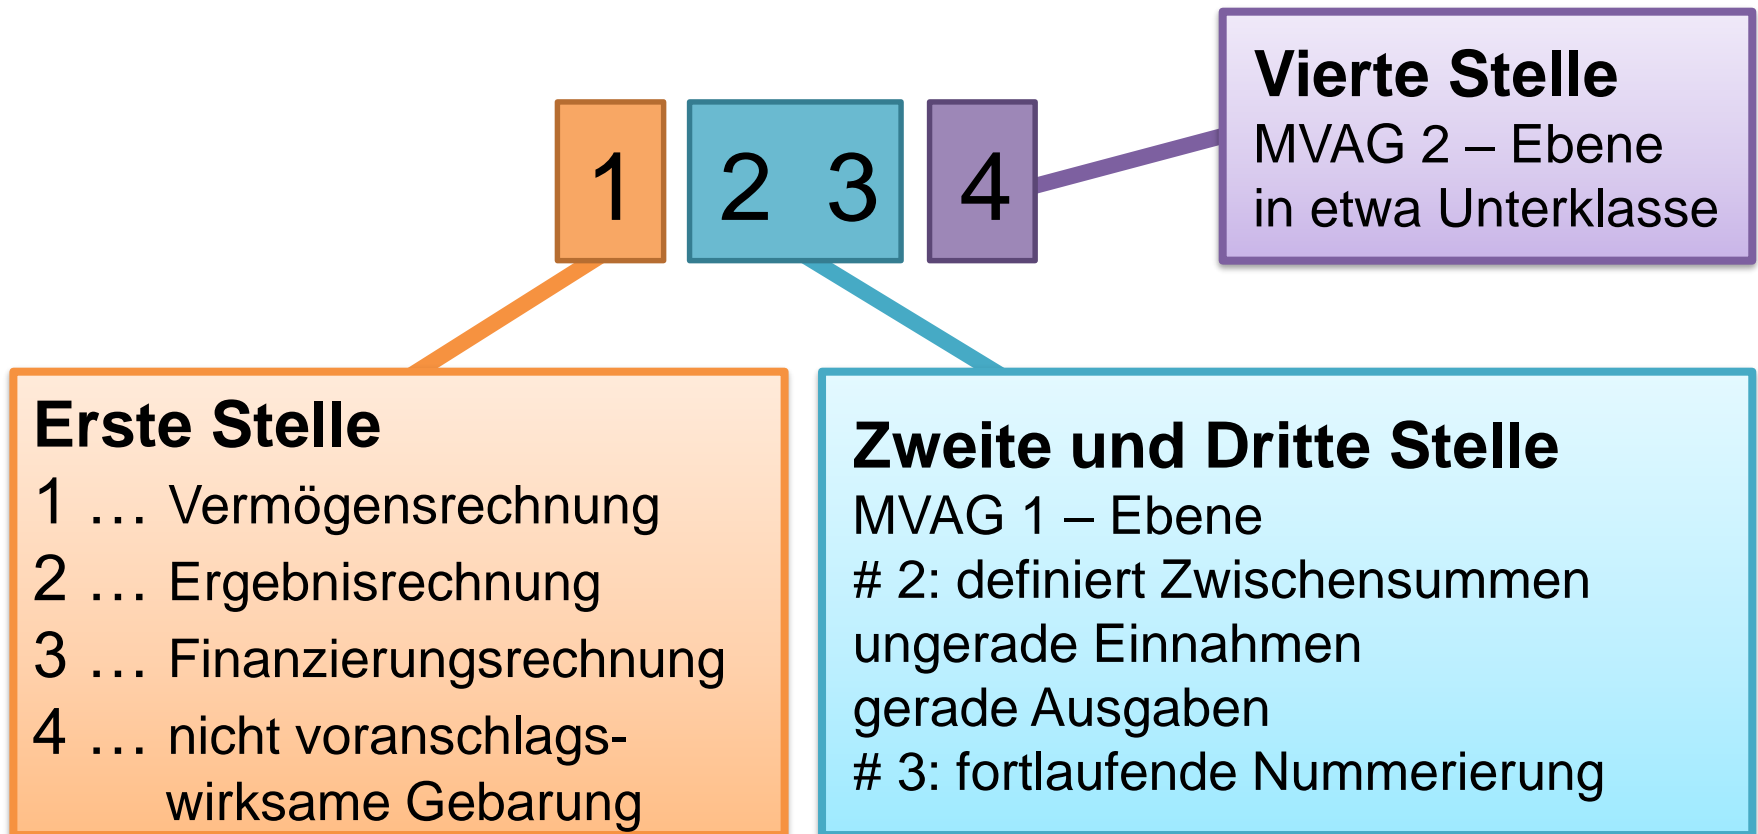 1 2 3 4
Vierte Stelle
MVAG 2 – Ebene
in etwa Unterklasse
Erste Stelle
1 … Vermögensrechnung
2 … Ergebnisrechnung
3 … Finanzierungsrechnung
4 … nicht voranschlags-
wirksame Gebarung
Zweite und Dritte Stelle
MVAG 1 – Ebene
# 2: definiert Zwischensummen
ungerade Einnahmen
gerade Ausgaben
# 3: fortlaufende Nummerierung